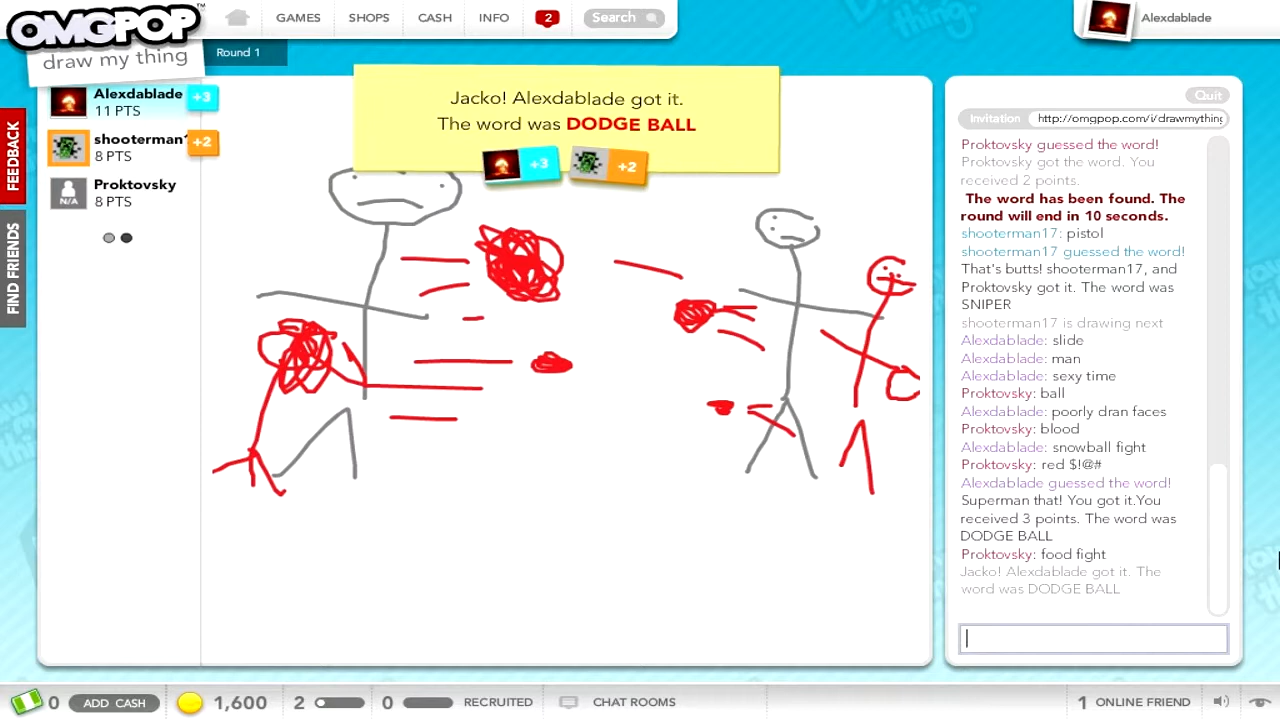 OMGPOP™
draw my thing
GAMES
SHOPS
CASH
INFO
2
Search
Alexdablade
Round 1
FEEDBACK
FIND FRIENDS
Alexdablade
11 PTS
+3
shooterman1
8 PTS
+2
Proktovsky
8 PTS
N/A
Jacko! Alexdablade got it.
The word was DODGE BALL
+3
+2
Quit
Invitation http://omgpop.com/i/drawmything
Proktovsky guessed the word!
Proktovsky got the word. You
received 2 points.
The word has been found. The
round will end in 10 seconds.
shooterman17: pistol
shooterman17 guessed the word!
That's butts! shooterman17, and
Proktovsky got it. The word was
SNIPER
shooterman17 is drawing next
Alexdablade: slide
Alexdablade: man
Alexdablade: sexy time
Proktovsky: ball
Alexdablade: poorly dran faces
Proktovsky: blood
Alexdablade: snowball fight
Proktovsky: red $!@#
Alexdablade guessed the word!
Superman that! You got it.You
received 3 points. The word was
DODGE BALL
Proktovsky: food fight
Jacko! Alexdablade got it. The
word was DODGE BALL
0
ADD CASH
1,600
2
0
RECRUITED
CHAT ROOMS
1 ONLINE FRIEND